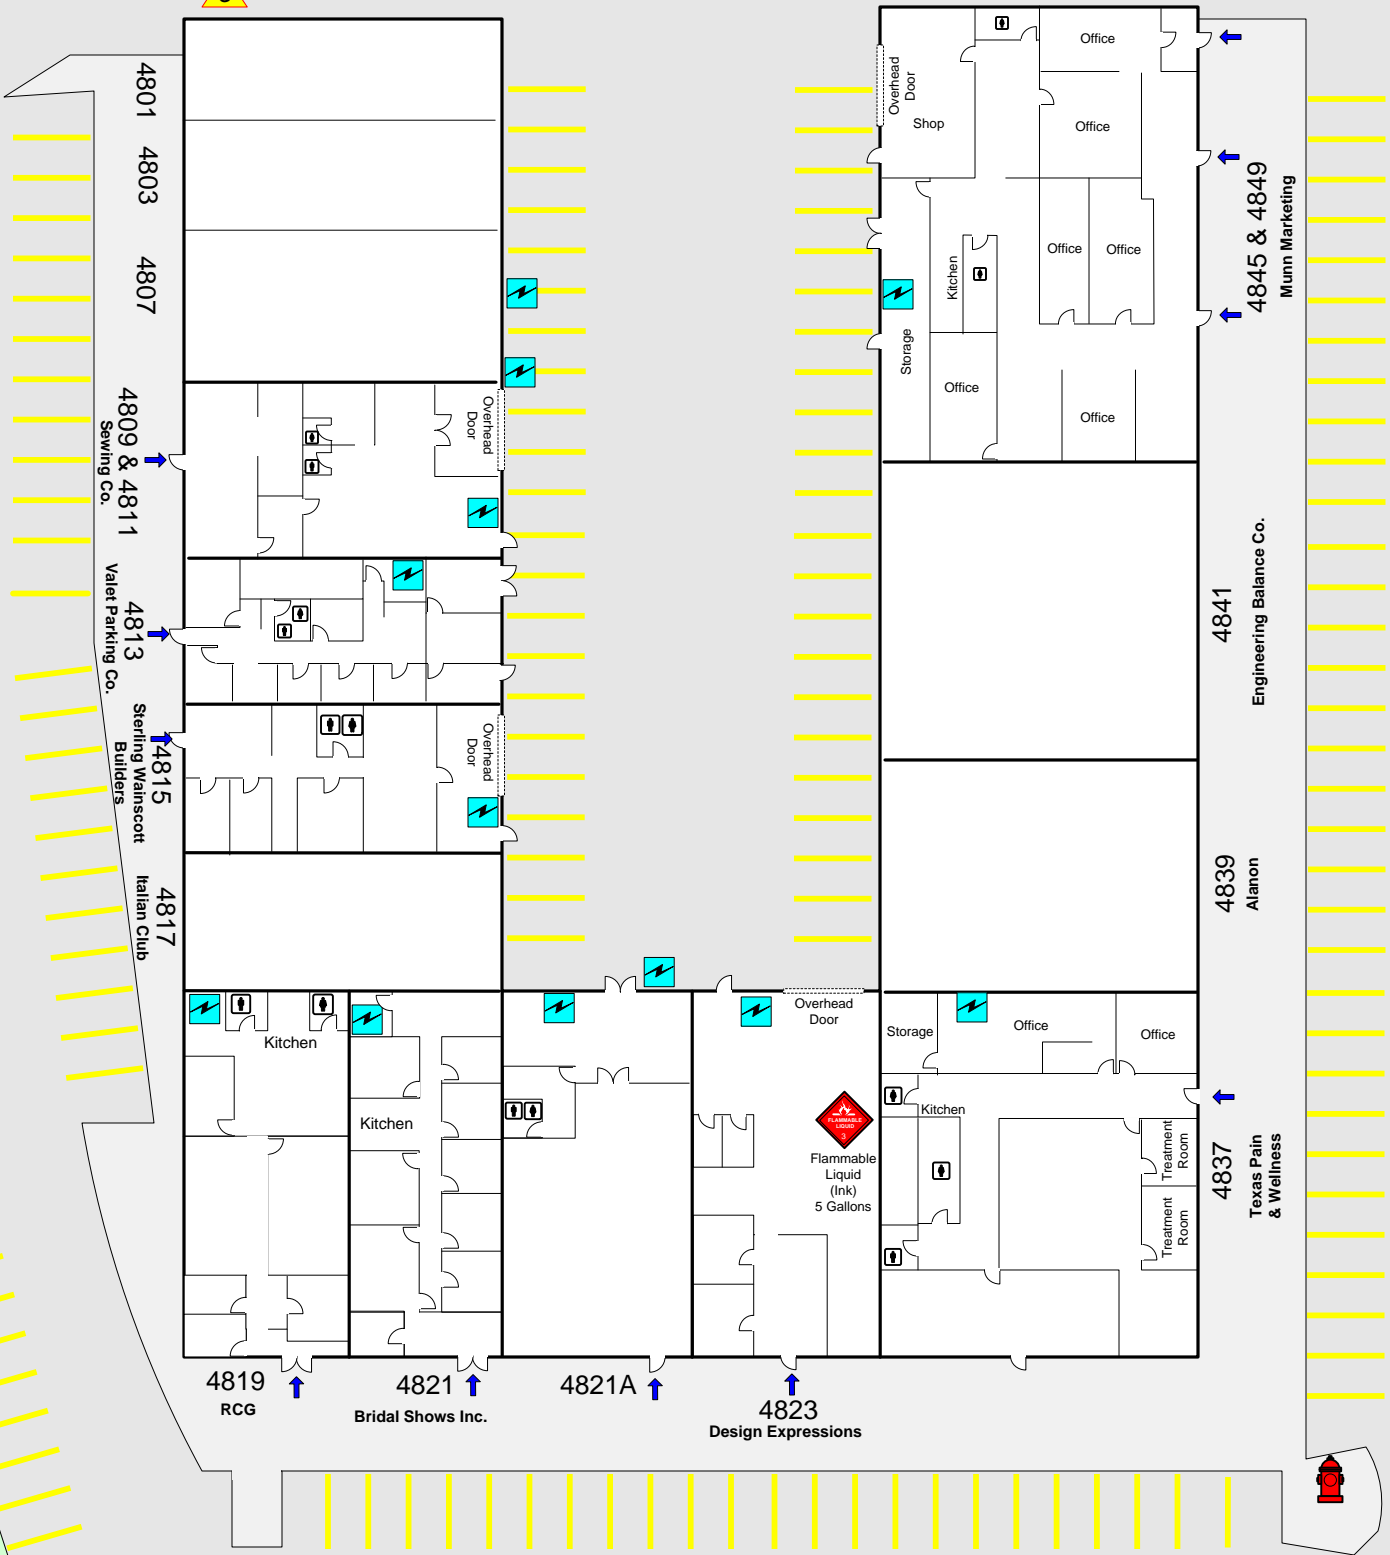 4801
4803
4807
4809 & 4811
Sewing Co.
4813
Valet Parking Co.
4815
Sterling Wainscott
Builders
4817
Italian Club
Overhead
Door
Overhead
Door
Overhead
Door
Shop
Office
Office
Office
Office
Kitchen
Storage
Office
Office
4845 & 4849
Munn Marketing
4841
Engineering Balance Co.
4839
Alanon
Kitchen
Kitchen
Overhead
Door
FLAMMABLE
LIQUID
3
Flammable
Liquid
(Ink)
5 Gallons
Storage
Office
Office
Kitchen
Treatment
Room
Treatment
Room
4837
Texas Pain
& Wellness
4819
RCG
4821
Bridal Shows Inc.
4821A
4823
Design Expressions